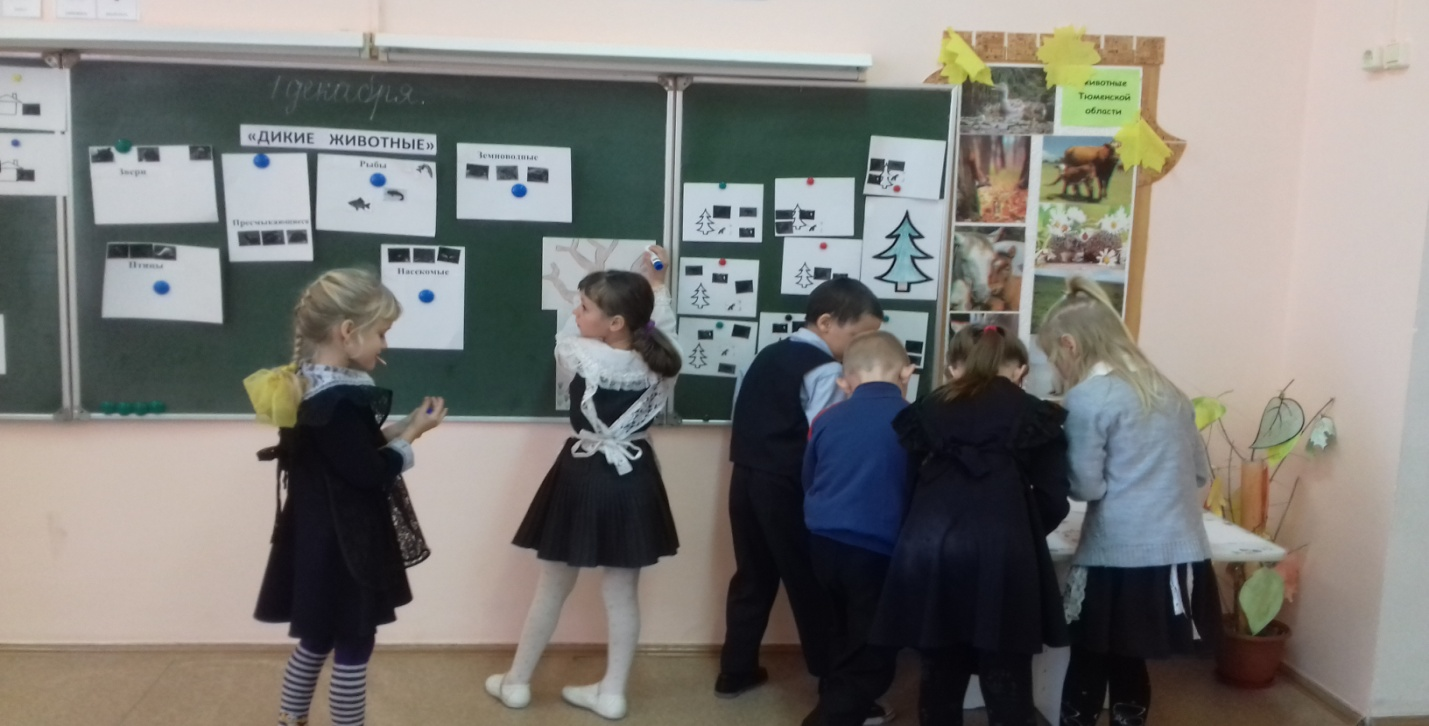 1 декабря.
«ДИКИЕ ЖИВОТНЫЕ»
Звери
Пресмыкающиеся
Рыбы
Земноводные
Птицы
Насекомые
Животные
Тюменской
области